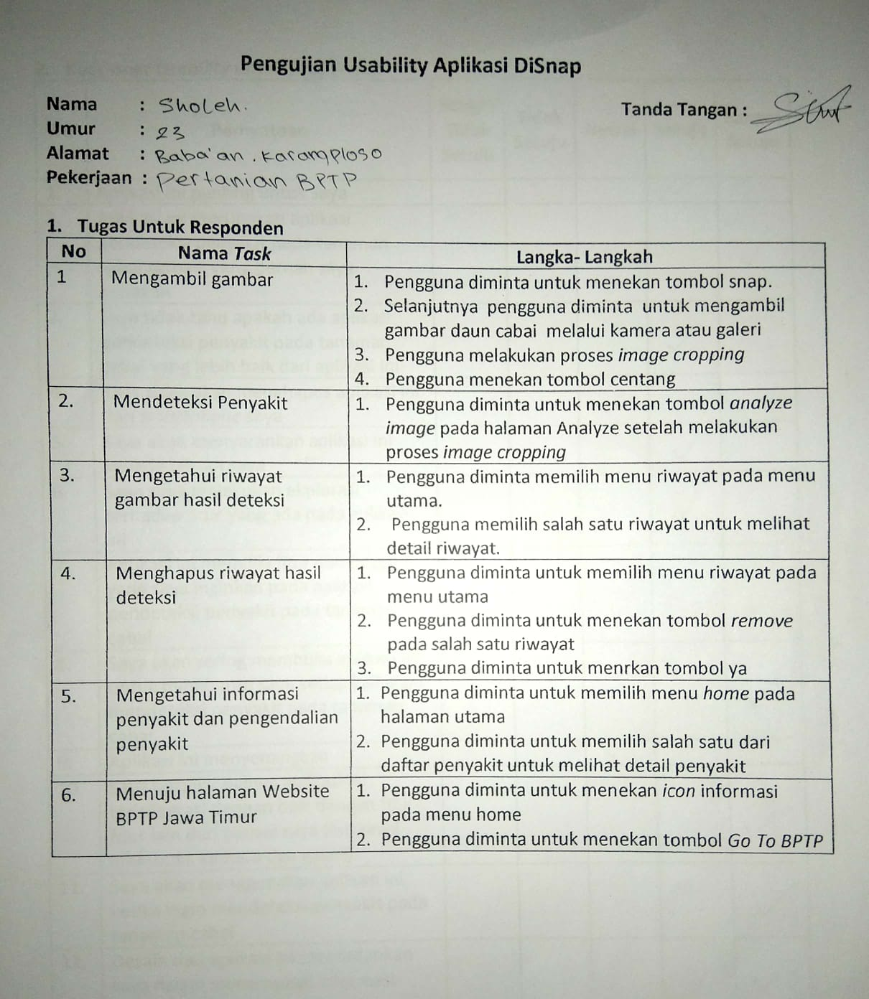 Pengujian Usability Aplikasi DiSnap
Nama : Sholeh.
Tanda Tangan :
Umur : 23
Alamat : Baba'an, Karangploso
Pekerjaan : Pertanian BPTP
1. Tugas Untuk Responden
No Nama Task Langka- Langkah
1 Mengambil gambar 1. Pengguna diminta untuk menekan tombol snap.
2. Selanjutnya pengguna diminta untuk mengambil
gambar daun cabai melalui kamera atau galeri
3. Pengguna melakukan proses image cropping
4. Pengguna menekan tombol centang
2. Mendeteksi Penyakit 1. Pengguna diminta untuk menekan tombol analyze
image pada halaman Analyze setelah melakukan
proses image cropping
3. Mengetahui riwayat 1. Pengguna diminta memilih menu riwayat pada menu
gambar hasil deteksi utama.
2. Pengguna memilih salah satu riwayat untuk melihat
detail riwayat.
4. Menghapus riwayat hasil 1. Pengguna diminta untuk memilih menu riwayat pada
deteksi menu utama
2. Pengguna diminta untuk menekan tombol remove
pada salah satu riwayat
3. Pengguna diminta untuk menrkan tombol ya
5. Mengetahui informasi 1. Pengguna diminta untuk memilih menu home pada
penyakit dan pengendalian halaman utama
penyakit 2. Pengguna diminta untuk memilih salah satu dari
daftar penyakit untuk melihat detail penyakit
6. Menuju halaman Website 1. Pengguna diminta untuk menekan icon informasi
BPTP Jawa Timur pada menu home
2. Pengguna diminta untuk menekan tombol Go To BPTP